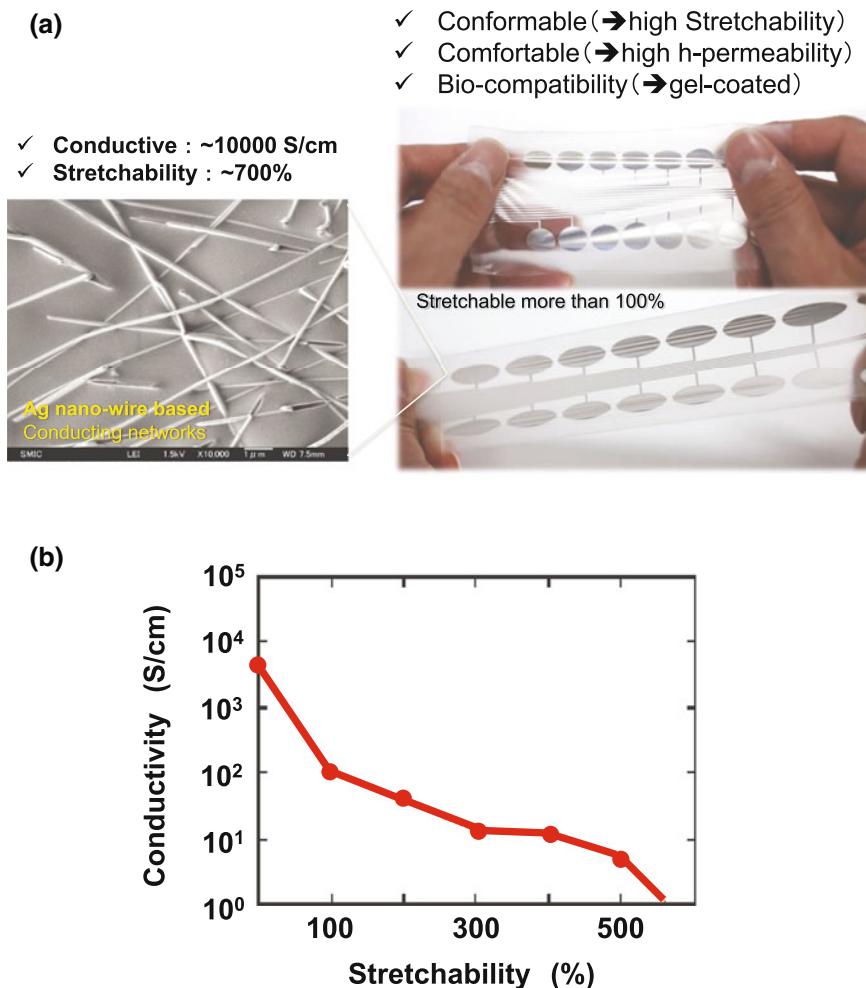 (a)
✓ Conformable(➔high Stretchability)
✓ Comfortable(➔high h-permeability)
✓ Bio-compatibility(➔gel-coated)
✓ Conductive : ~10000 S/cm
✓ Stretchability : ~700%
Stretchable more than 100%
Ag nano-wire based
Conducting networks
SMIC LEI 1.5kV X10,000 1μm WD 7.5mm
(b)
Conductivity (S/cm)
10⁵
10⁴
10³
10²
10¹
10⁰
100 300 500
Stretchability (%)